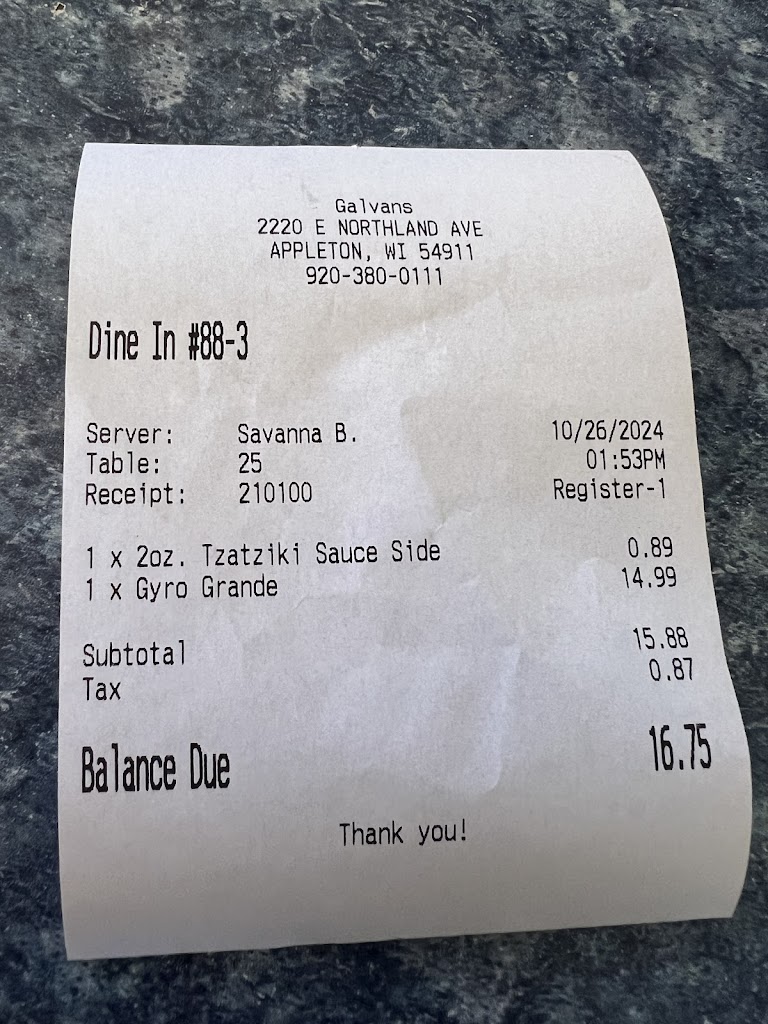 Galvans
2220 E NORTHLAND AVE
APPLETON, WI 54911
920-380-0111
Dine In #88-3
Server: Savanna B. 10/26/2024
Table: 25 01:53PM
Receipt: 210100 Register-1
1 x 2oz. Tzatziki Sauce Side 0.89
1 x Gyro Grande 14.99
Subtotal 15.88
Tax 0.87
Balance Due 16.75
Thank you!